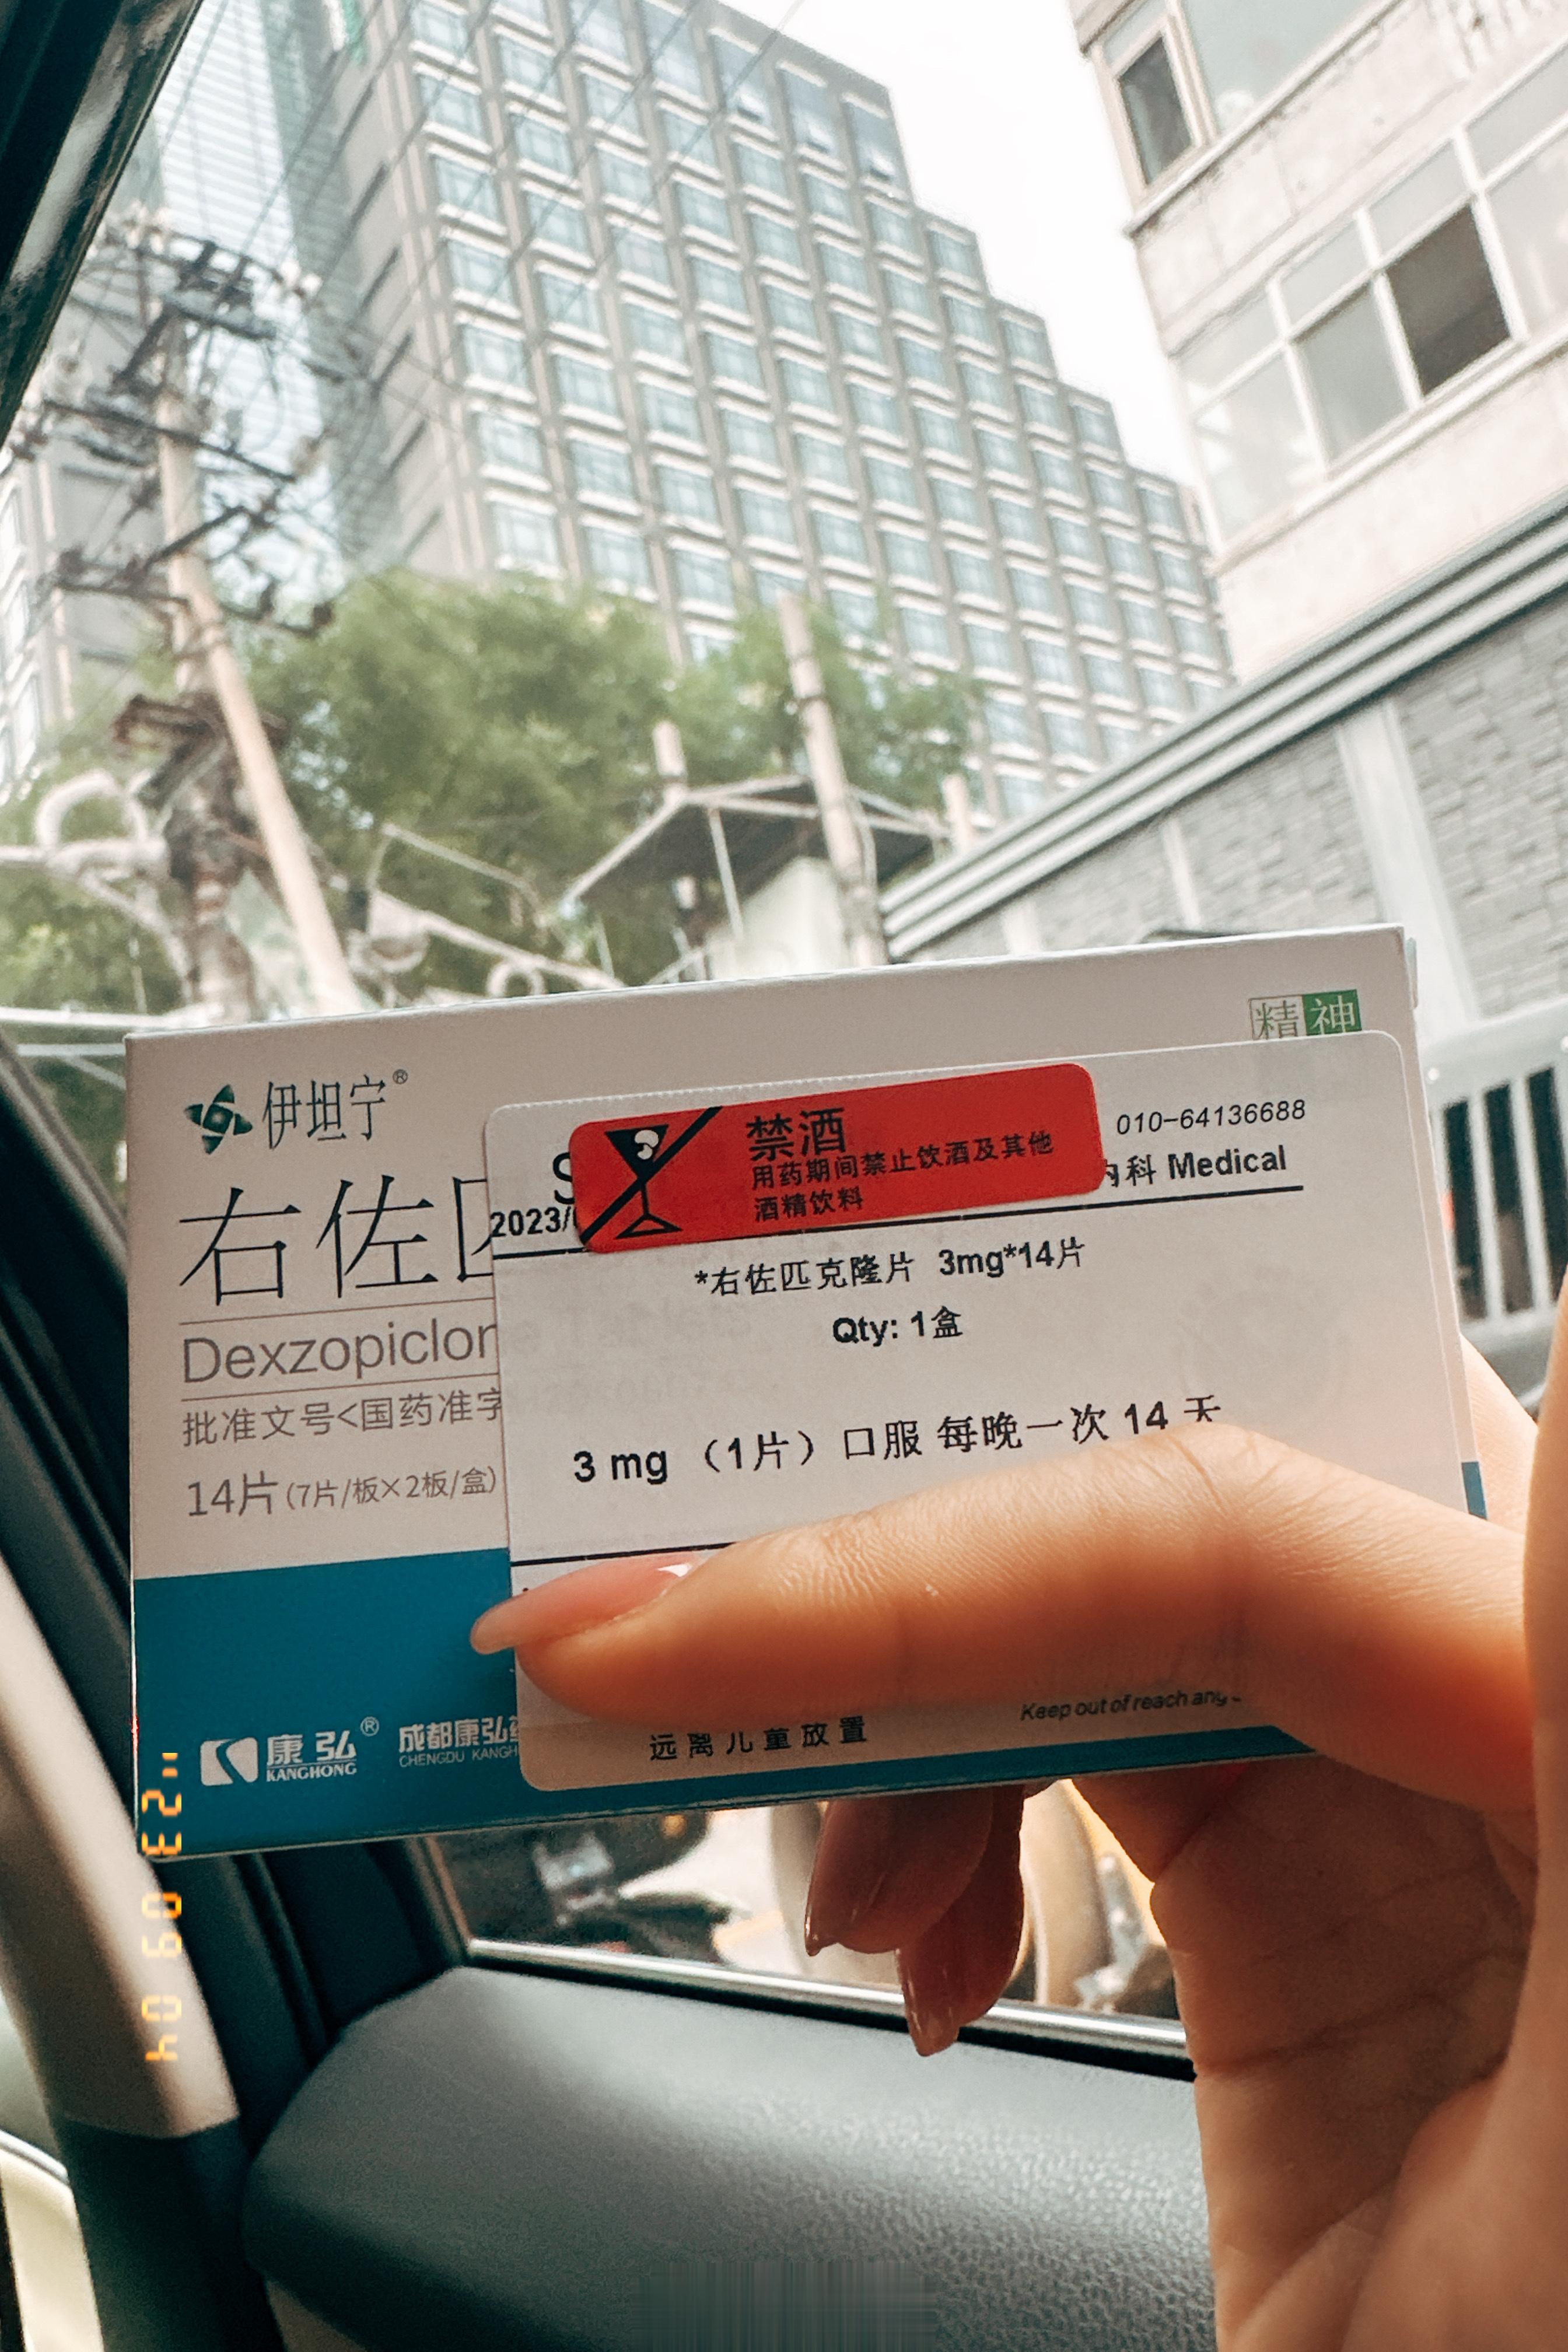 精神
伊坦宁®
右佐匹
Dexzopiclon
批准文号<国药准字
14片(7片/板×2板/盒)
康弘®
KANGHONG
成都康弘
CHENGDU KANGH
禁酒
用药期间禁止饮酒及其他
酒精饮料
010-64136688
内科 Medical
2023/
*右佐匹克隆片 3mg*14片
Qty: 1盒
3 mg （1片）口服 每晚一次 14 天
远离儿童放置
Keep out of reach any
'23 09 04